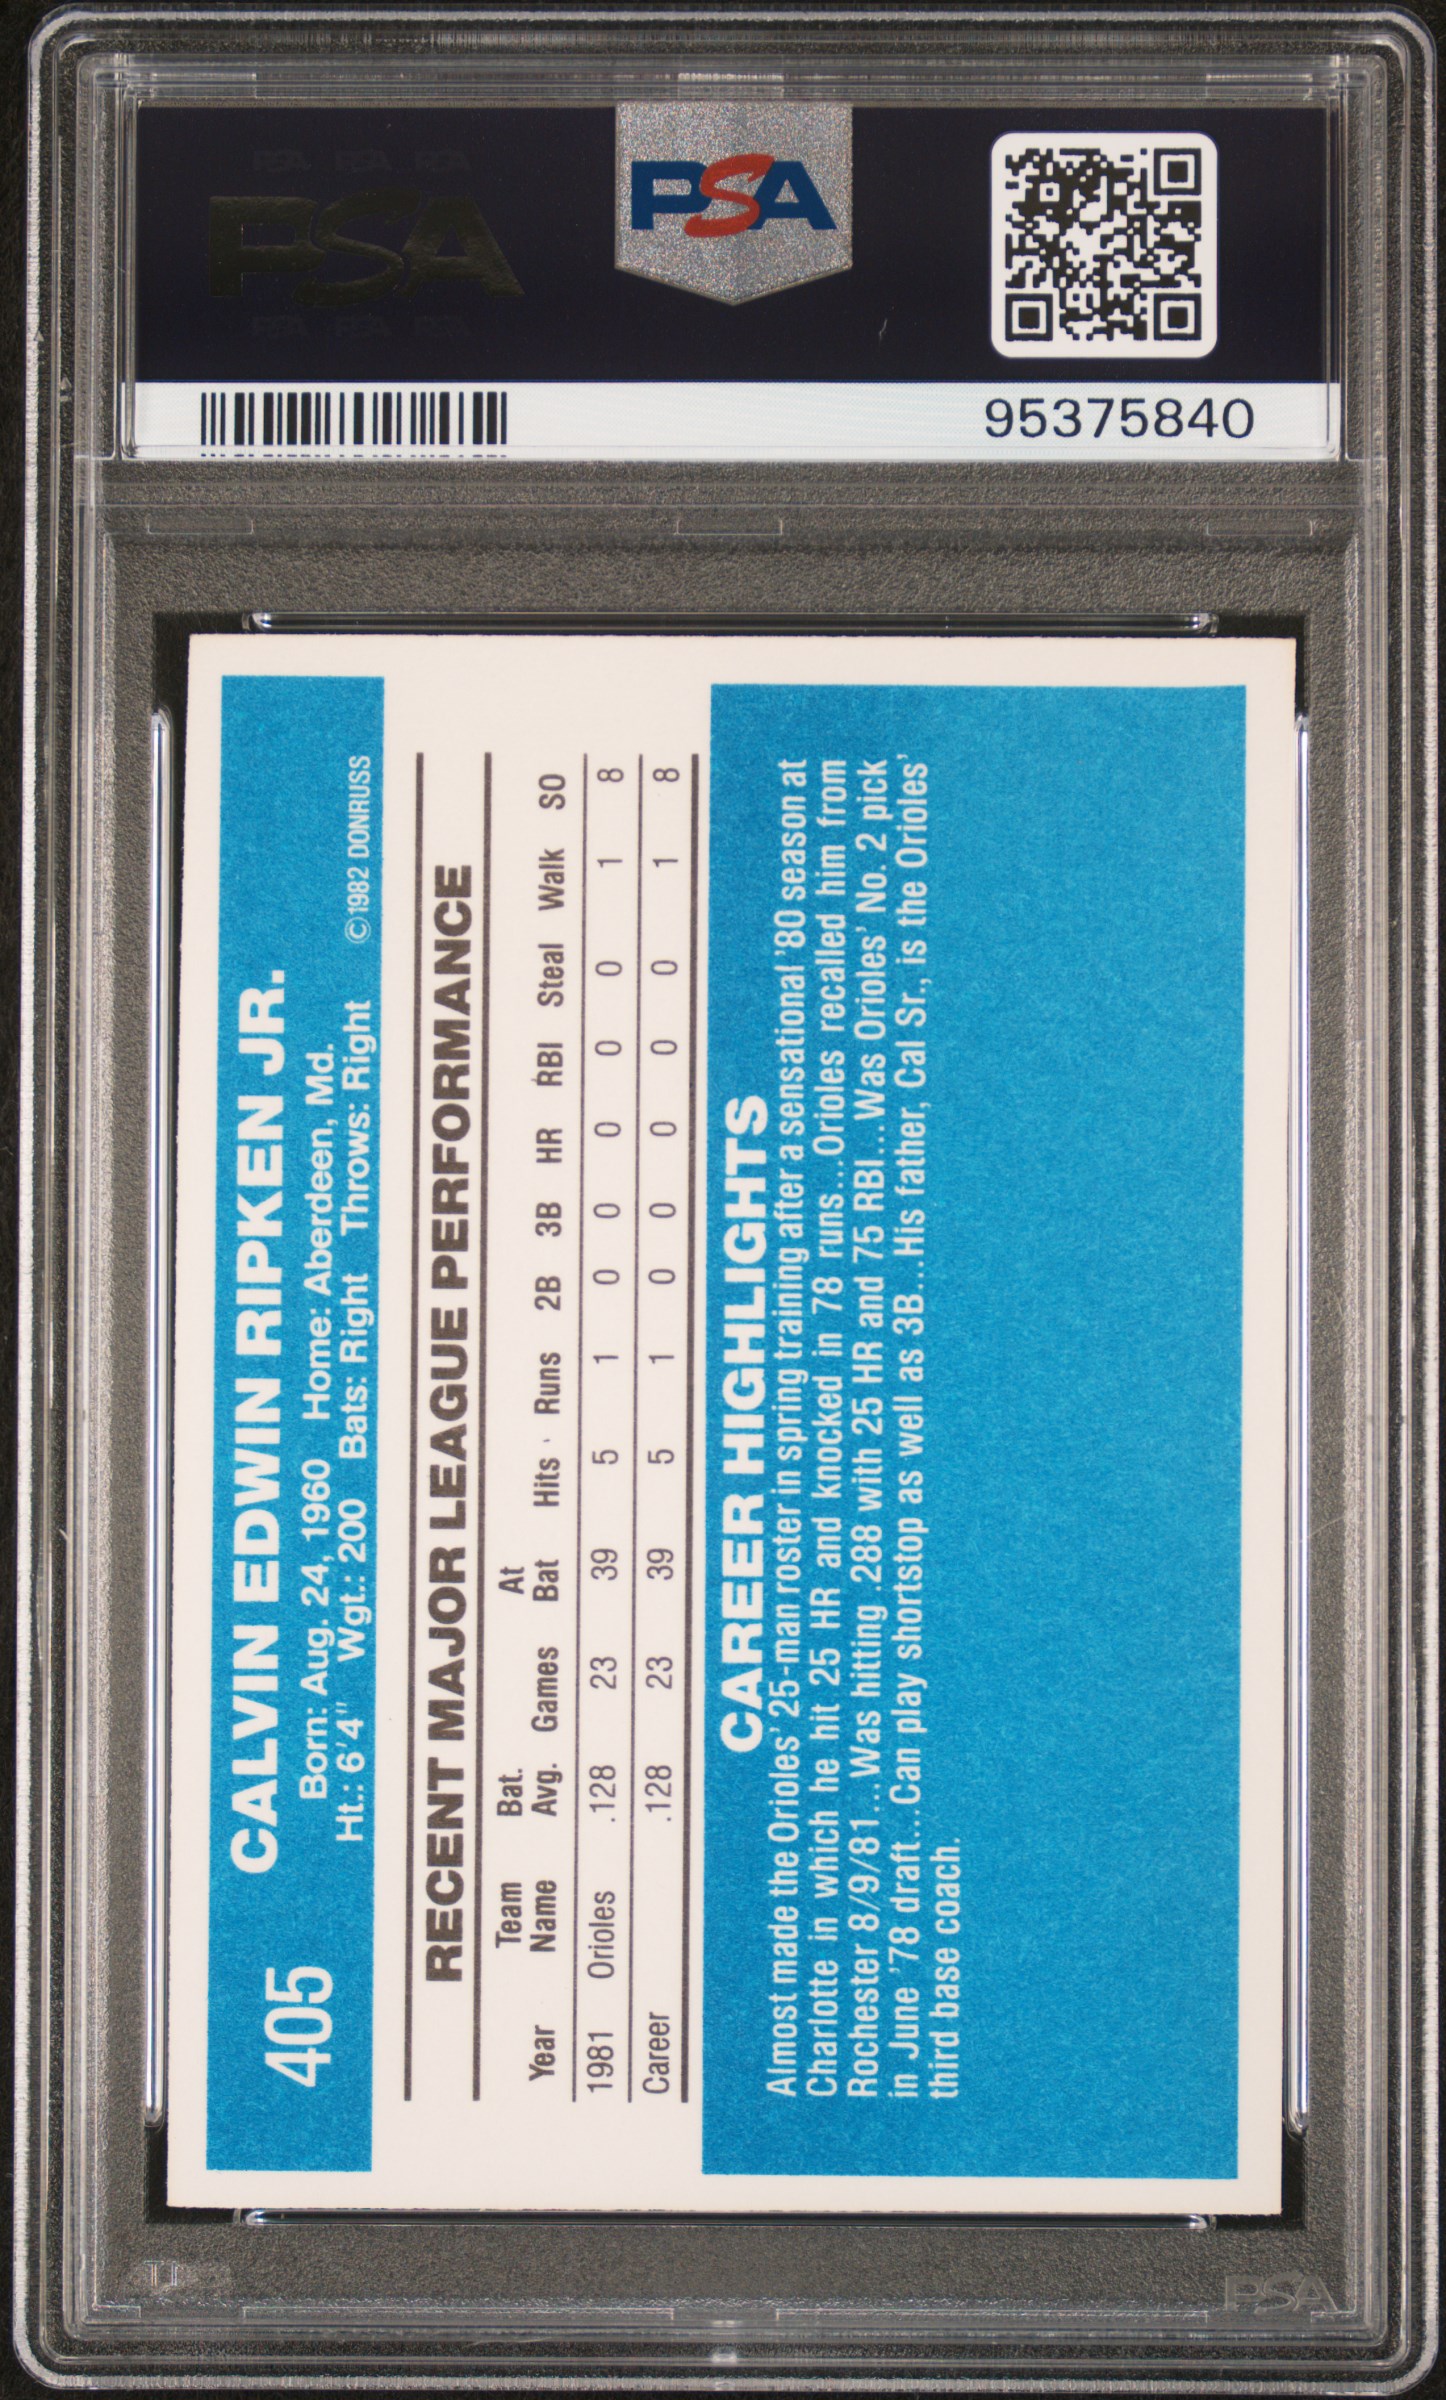 PSA
PSA
95375840
405
CALVIN EDWIN RIPKEN JR.
Born: Aug. 24, 1960 Home: Aberdeen, Md.
Ht.: 6'4" Wgt.: 200 Bats: Right Throws: Right ©1982 DONRUSS
RECENT MAJOR LEAGUE PERFORMANCE
Year Team Name Bat. Avg. Games At Bat Hits Runs 2B 3B HR RBI Steal Walk SO
1981 Orioles .128 23 39 5 1 0 0 0 0 0 1 8
Career .128 23 39 5 1 0 0 0 0 0 1 8
CAREER HIGHLIGHTS
Almost made the Orioles' 25-man roster in spring training after a sensational '80 season at
Charlotte in which he hit 25 HR and knocked in 78 runs...Orioles recalled him from
Rochester 8/9/81...Was hitting .288 with 25 HR and 75 RBI...Was Orioles' No. 2 pick
in June '78 draft...Can play shortstop as well as 3B...His father, Cal Sr., is the Orioles'
third base coach.
PSA